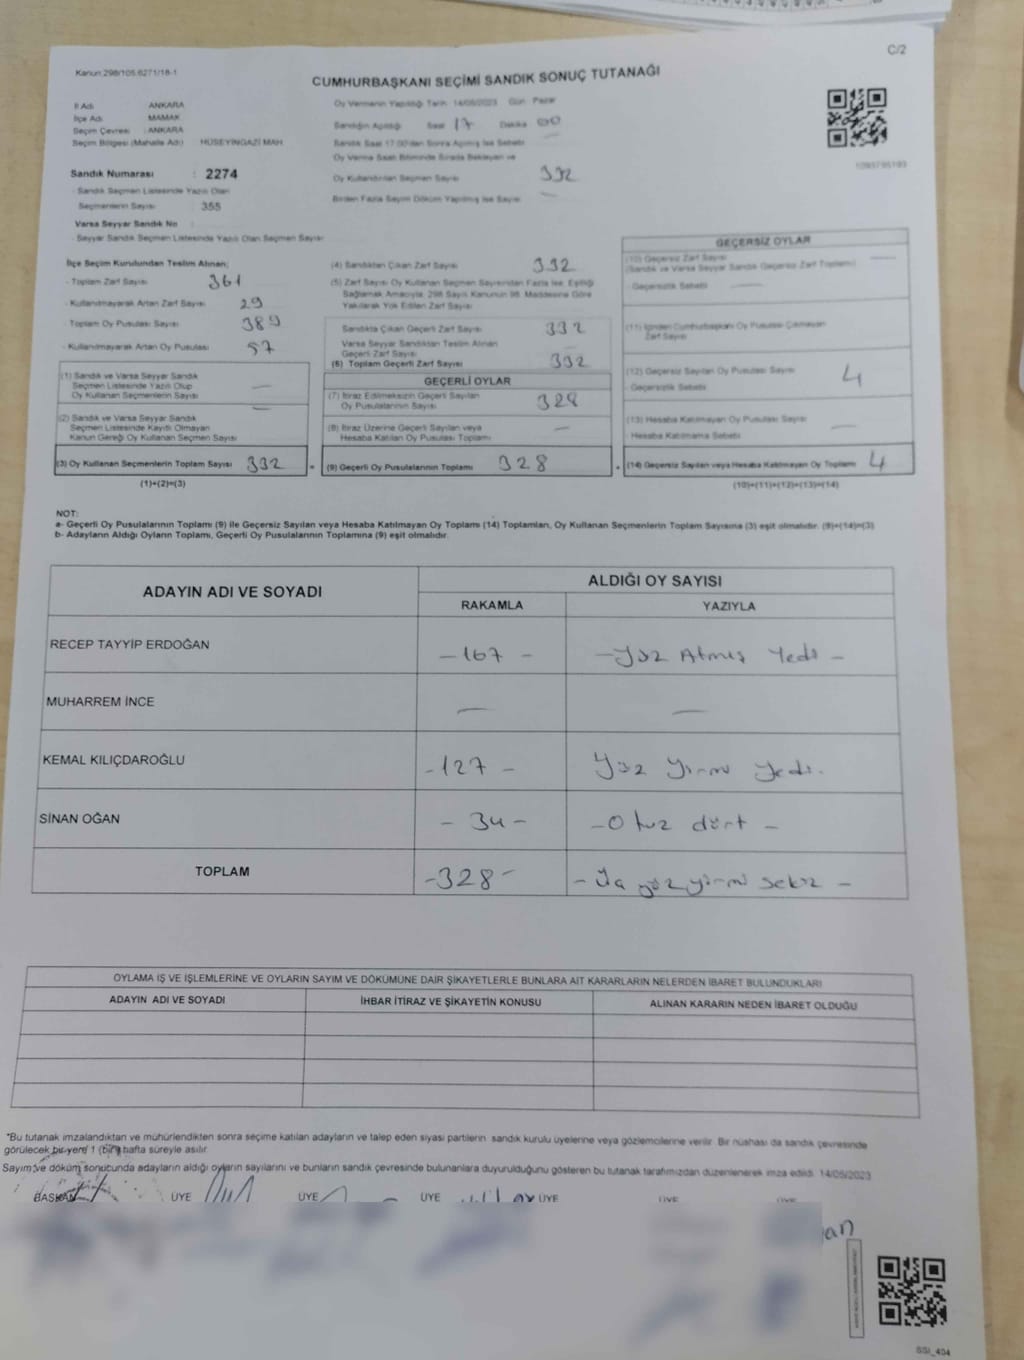 C/2
Kanun:298/105.6271/18-1
CUMHURBAŞKANI SEÇİMİ SANDIK SONUÇ TUTANAĞI
İl Adı ANKARA
İlçe Adı MAMAK
Seçim Çevresi : ANKARA
Seçim Bölgesi (Mahalle Adı) HÜSEYİNGAZİ MAH.
Sandık Numarası : 2274
Sandık Seçmen Listesinde Yazılı Olan
Seçmenlerin Sayısı 355
Varsa Seyyar Sandık No
- Seyyar Sandık Seçmen Listesinde Yazılı Olan Seçmen Sayısı
Oy Vermenin Yapıldığı Tarih 14/05/2023 Gün Pazar
Sandığın Açıldığı Saat 17 Dakika 00
Sandık Saat 17:00'dan Sonra Açılmış İse Sebebi
Oy Verme Saati Bitiminde Sırada Bekleyen ve
Oy Kullandırılan Seçmen Sayısı 332
Birden Fazla Sayım Döküm Yapılmış İse Sayısı —
İlçe Seçim Kurulundan Teslim Alınan;
- Toplam Zarf Sayısı 361
- Kullanılmayarak Artan Zarf Sayısı 29
- Toplam Oy Pusulası Sayısı 389
- Kullanılmayarak Artan Oy Pusulası 57
(1) Sandık ve Varsa Seyyar Sandık
Seçmen Listesinde Yazılı Olup
Oy Kullanan Seçmenlerin Sayısı —
(2) Sandık ve Varsa Seyyar Sandık
Seçmen Listesinde Kayıtlı Olmayan
Kanun Gereği Oy Kullanan Seçmen Sayısı —
(3) Oy Kullanan Seçmenlerin Toplam Sayısı 332
(1)+(2)=(3)
(4) Sandıktan Çıkan Zarf Sayısı 332
(5) Zarf Sayısı Oy Kullanan Seçmen Sayısından Fazla İse, Eşitliği
Sağlamak Amacıyla, 298 Sayılı Kanunun 98. Maddesine Göre
Yakılarak Yok Edilen Zarf Sayısı
Sandıkta Çıkan Geçerli Zarf Sayısı 332
Varsa Seyyar Sandıktan Teslim Alınan
Geçerli Zarf Sayısı —
(6) Toplam Geçerli Zarf Sayısı 332
GEÇERLİ OYLAR
(7) İtiraz Edilmeksizin Geçerli Sayılan
Oy Pusulalarının Sayısı 328
(8) İtiraz Üzerine Geçerli Sayılan veya
Hesaba Katılan Oy Pusulası Toplamı —
= (9) Geçerli Oy Pusulalarının Toplamı 328
GEÇERSİZ OYLAR
(10) Geçersiz Zarf Sayısı —
(Sandık ve Varsa Seyyar Sandık Geçersiz Zarf Toplamı)
- Geçersizlik Sebebi —
(11) İçinden Cumhurbaşkanı Oy Pusulası Çıkmayan
Zarf Sayısı
(12) Geçersiz Sayılan Oy Pusulası Sayısı 4
- Geçersizlik Sebebi
(13) Hesaba Katılmayan Oy Pusulası Sayısı —
- Hesaba Katılmama Sebebi
+ (14) Geçersiz Sayılan veya Hesaba Katılmayan Oy Toplamı 4
(10)+(11)+(12)+(13)=(14)
NOT:
a- Geçerli Oy Pusulalarının Toplamı (9) ile Geçersiz Sayılan veya Hesaba Katılmayan Oy Toplamı (14) Toplamları, Oy Kullanan Seçmenlerin Toplam Sayısına (3) eşit olmalıdır. (9)+(14)=(3)
b- Adayların Aldığı Oyların Toplamı, Geçerli Oy Pusulalarının Toplamına (9) eşit olmalıdır.
ADAYIN ADI VE SOYADI ALDIĞI OY SAYISI
RAKAMLA YAZIYLA
RECEP TAYYİP ERDOĞAN - 167 - - Yüz Atmış Yedi -
MUHARREM İNCE — —
KEMAL KILIÇDAROĞLU - 127 - Yüz Yirmi Yedi.
SİNAN OĞAN - 34 - - Otuz dört -
TOPLAM - 328 - - Üç yüz yirmi sekiz -
OYLAMA İŞ VE İŞLEMLERİNE VE OYLARIN SAYIM VE DÖKÜMÜNE DAİR ŞİKAYETLERLE BUNLARA AİT KARARLARIN NELERDEN İBARET BULUNDUKLARI
ADAYIN ADI VE SOYADI İHBAR İTİRAZ VE ŞİKAYETİN KONUSU ALINAN KARARIN NEDEN İBARET OLDUĞU
*Bu tutanak imzalandıktan ve mühürlendikten sonra seçime katılan adayların ve talep eden siyasi partilerin sandık kurulu üyelerine veya gözlemcilerine verilir. Bir nüshası da sandık çevresinde
görülecek bir yere 1 (bir) hafta süreyle asılır.
Sayım ve döküm sonucunda adayların aldığı oyların sayılarını ve bunların sandık çevresinde bulunanlara duyurulduğunu gösteren bu tutanak tarafımızdan düzenlenerek imza edildi. 14/05/2023
BAŞKAN ÜYE ÜYE ÜYE ÜYE ÜYE ÜYE
SSI_404